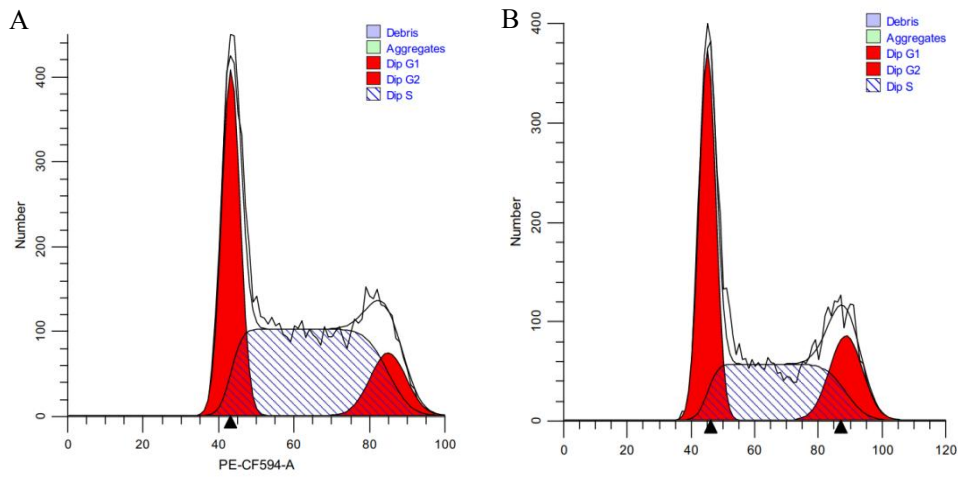 A
Number
400
300
200
100
0
0 20 40 60 80 100
PE-CF594-A
Debris
Aggregates
Dip G1
Dip G2
Dip S
B
Number
400
300
200
100
0
0 20 40 60 80 100 120
Debris
Aggregates
Dip G1
Dip G2
Dip S